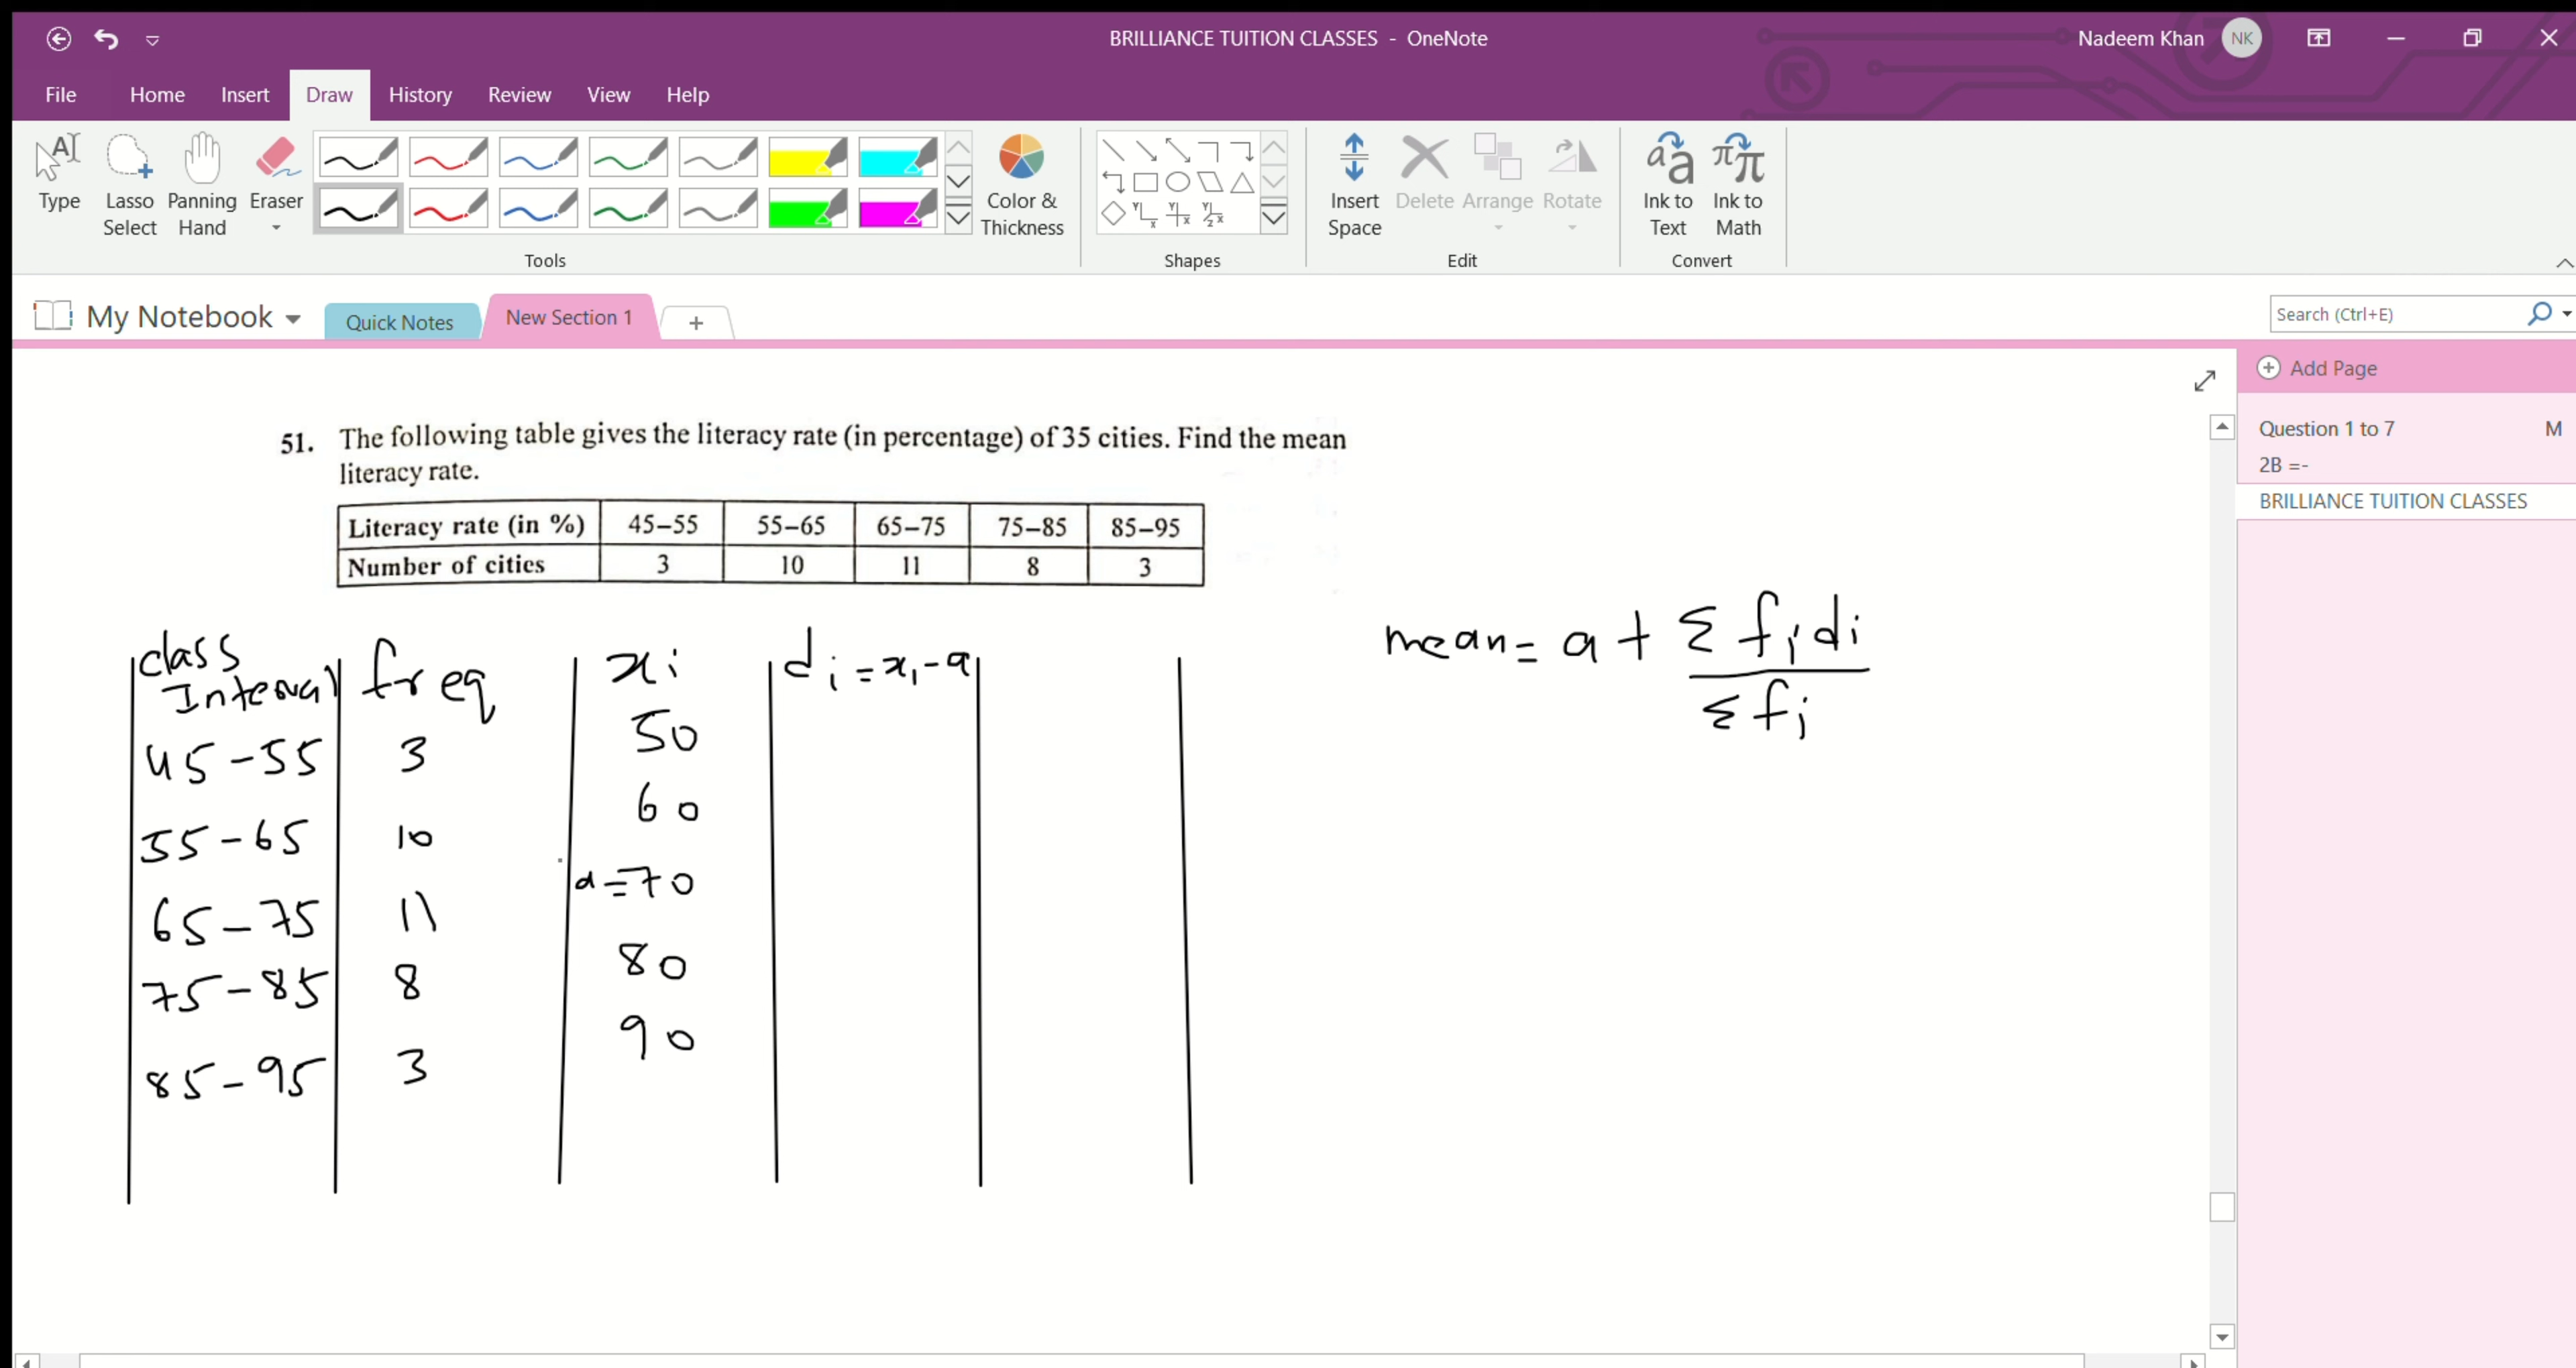 BRILLIANCE TUITION CLASSES - OneNote
Nadeem Khan NK
File Home Insert Draw History Review View Help
Type
Lasso Select
Panning Hand
Eraser
Color & Thickness
Insert Space
Delete
Arrange
Rotate
Ink to Text
Ink to Math
Tools Shapes Edit Convert
My Notebook Quick Notes New Section 1 +
Search (Ctrl+E)
Add Page
Question 1 to 7 M
2B =-
BRILLIANCE TUITION CLASSES
51. The following table gives the literacy rate (in percentage) of 35 cities. Find the mean
literacy rate.
Literacy rate (in %) 45–55 55–65 65–75 75–85 85–95
Number of cities 3 10 11 8 3
mean = a + Σ fidi / Σ fi
class Interval freq xi di = xi - a
45-55 3 50
55-65 10 60
65-75 11 a=70
75-85 8 80
85-95 3 90